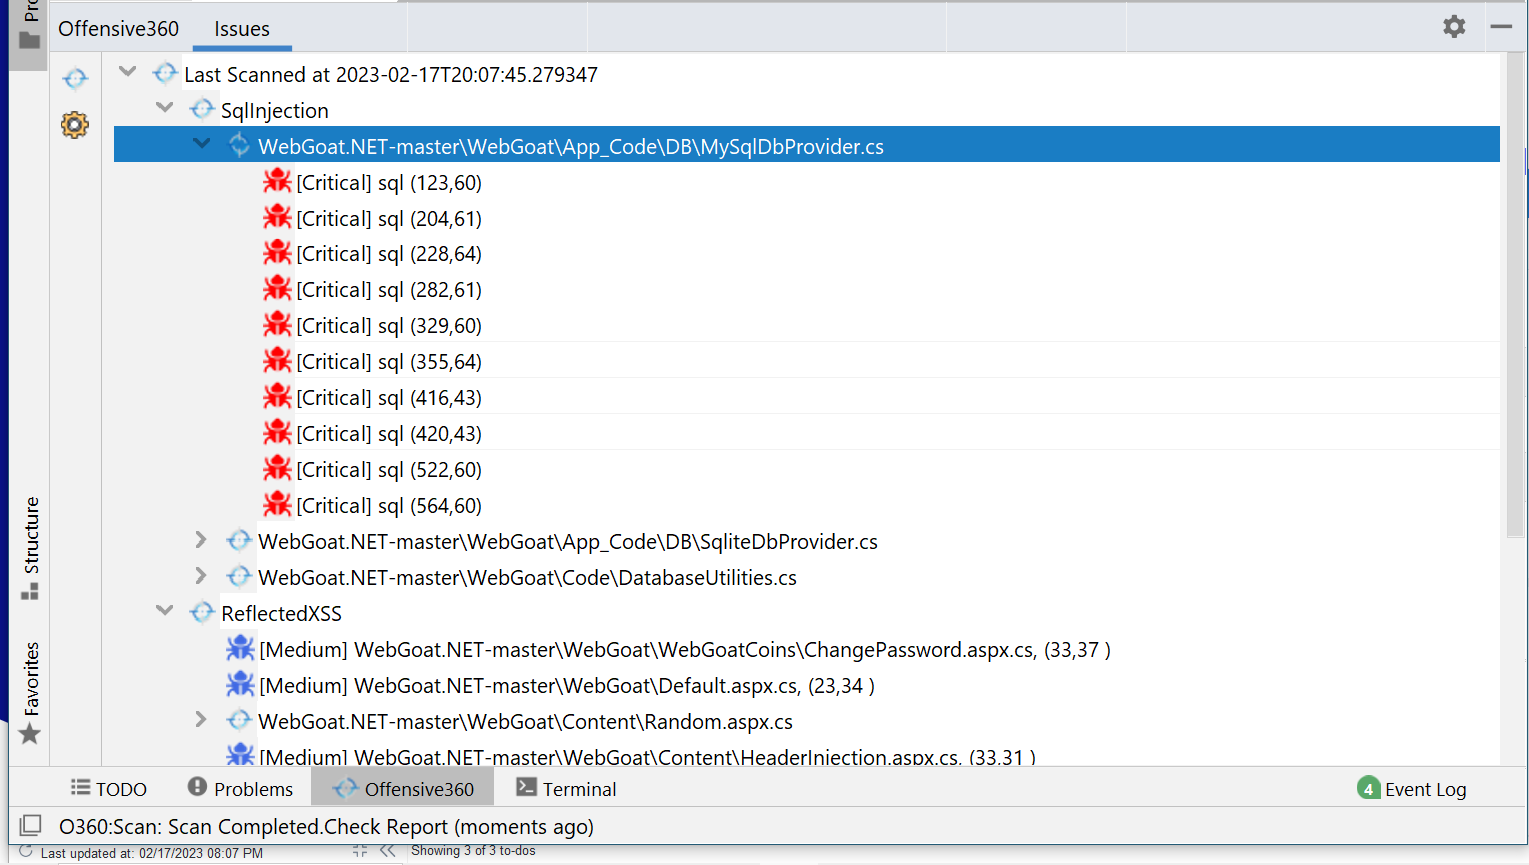 Offensive360 Issues
Last Scanned at 2023-02-17T20:07:45.279347
SqlInjection
WebGoat.NET-master\WebGoat\App_Code\DB\MySqlDbProvider.cs
[Critical] sql (123,60)
[Critical] sql (204,61)
[Critical] sql (228,64)
[Critical] sql (282,61)
[Critical] sql (329,60)
[Critical] sql (355,64)
[Critical] sql (416,43)
[Critical] sql (420,43)
[Critical] sql (522,60)
[Critical] sql (564,60)
WebGoat.NET-master\WebGoat\App_Code\DB\SqliteDbProvider.cs
WebGoat.NET-master\WebGoat\Code\DatabaseUtilities.cs
ReflectedXSS
[Medium] WebGoat.NET-master\WebGoat\WebGoatCoins\ChangePassword.aspx.cs, (33,37 )
[Medium] WebGoat.NET-master\WebGoat\Default.aspx.cs, (23,34 )
WebGoat.NET-master\WebGoat\Content\Random.aspx.cs
[Medium] WebGoat.NET-master\WebGoat\Content\HeaderInjection.aspx.cs, (33,31 )
Structure
Favorites
TODO Problems Offensive360 Terminal 4 Event Log
O360:Scan: Scan Completed.Check Report (moments ago)
Last updated at: 02/17/2023 08:07 PM Showing 3 of 3 to-dos